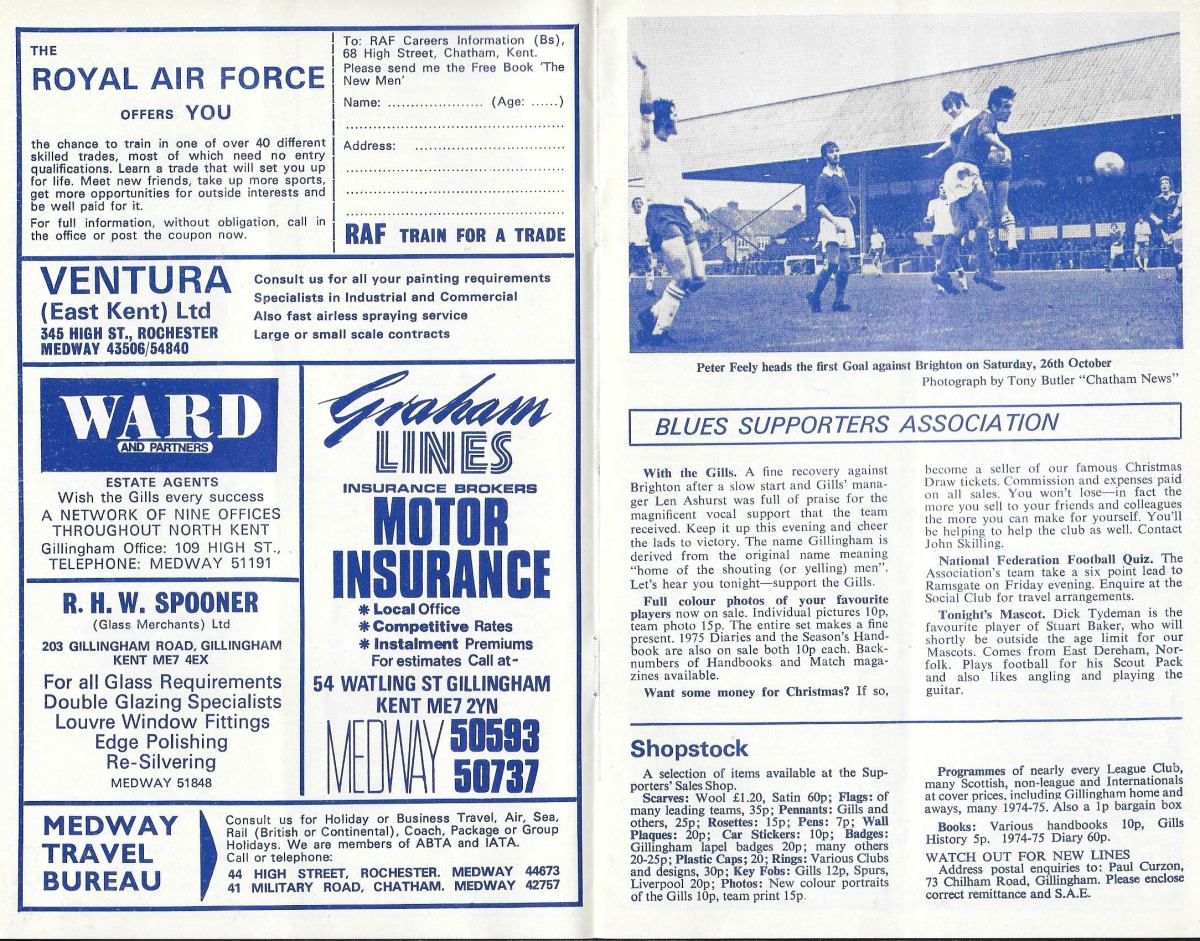 THE
ROYAL AIR FORCE
OFFERS YOU
the chance to train in one of over 40 different
skilled trades, most of which need no entry
qualifications. Learn a trade that will set you up
for life. Meet new friends, take up more sports,
get more opportunities for outside interests and
be well paid for it.
For full information, without obligation, call in
the office or post the coupon now.
To: RAF Careers Information (Bs),
68 High Street, Chatham, Kent.
Please send me the Free Book 'The
New Men'
Name: .................... (Age: ......)
Address:
RAF TRAIN FOR A TRADE
VENTURA
(East Kent) Ltd
345 HIGH ST., ROCHESTER
MEDWAY 43506/54840
Consult us for all your painting requirements
Specialists in Industrial and Commercial
Also fast airless spraying service
Large or small scale contracts
WARD
AND PARTNERS
ESTATE AGENTS
Wish the Gills every success
A NETWORK OF NINE OFFICES
THROUGHOUT NORTH KENT
Gillingham Office: 109 HIGH ST.,
TELEPHONE: MEDWAY 51191
R. H. W. SPOONER
(Glass Merchants) Ltd
203 GILLINGHAM ROAD, GILLINGHAM
KENT ME7 4EX
For all Glass Requirements
Double Glazing Specialists
Louvre Window Fittings
Edge Polishing
Re-Silvering
MEDWAY 51848
Graham
LINES
INSURANCE BROKERS
MOTOR
INSURANCE
* Local Office
* Competitive Rates
* Instalment Premiums
For estimates Call at-
54 WATLING ST GILLINGHAM
KENT ME7 2YN
MEDWAY 50593
50737
MEDWAY
TRAVEL
BUREAU
Consult us for Holiday or Business Travel, Air, Sea,
Rail (British or Continental), Coach, Package or Group
Holidays. We are members of ABTA and IATA.
Call or telephone:
44 HIGH STREET, ROCHESTER. MEDWAY 44673
41 MILITARY ROAD, CHATHAM. MEDWAY 42757
Peter Feely heads the first Goal against Brighton on Saturday, 26th October
Photograph by Tony Butler "Chatham News"
BLUES SUPPORTERS ASSOCIATION
With the Gills. A fine recovery against
Brighton after a slow start and Gills' mana-
ger Len Ashurst was full of praise for the
magnificent vocal support that the team
received. Keep it up this evening and cheer
the lads to victory. The name Gillingham is
derived from the original name meaning
"home of the shouting (or yelling) men".
Let's hear you tonight—support the Gills.
Full colour photos of your favourite
players now on sale. Individual pictures 10p,
team photo 15p. The entire set makes a fine
present. 1975 Diaries and the Season's Hand-
book are also on sale both 10p each. Back-
numbers of Handbooks and Match maga-
zines available.
Want some money for Christmas? If so,
become a seller of our famous Christmas
Draw tickets. Commission and expenses paid
on all sales. You won't lose—in fact the
more you sell to your friends and colleagues
the more you can make for yourself. You'll
be helping to help the club as well. Contact
John Skilling.
National Federation Football Quiz. The
Association's team take a six point lead to
Ramsgate on Friday evening. Enquire at the
Social Club for travel arrangements.
Tonight's Mascot. Dick Tydeman is the
favourite player of Stuart Baker, who will
shortly be outside the age limit for our
Mascots. Comes from East Dereham, Nor-
folk. Plays football for his Scout Pack
and also likes angling and playing the
guitar.
Shopstock
A selection of items available at the Sup-
porters' Sales Shop.
Scarves: Wool £1.20, Satin 60p; Flags: of
many leading teams, 35p; Pennants: Gills and
others, 25p; Rosettes: 15p; Pens: 7p; Wall
Plaques: 20p; Car Stickers: 10p; Badges:
Gillingham lapel badges 20p; many others
20-25p; Plastic Caps; 20; Rings: Various Clubs
and designs, 30p; Key Fobs: Gills 12p, Spurs,
Liverpool 20p; Photos: New colour portraits
of the Gills 10p, team print 15p.
Programmes of nearly every League Club,
many Scottish, non-league and Internationals
at cover prices, including Gillingham home and
aways, many 1974-75. Also a 1p bargain box
Books: Various handbooks 10p, Gills
History 5p. 1974-75 Diary 60p.
WATCH OUT FOR NEW LINES
Address postal enquiries to: Paul Curzon,
73 Chilham Road, Gillingham. Please enclose
correct remittance and S.A.E.